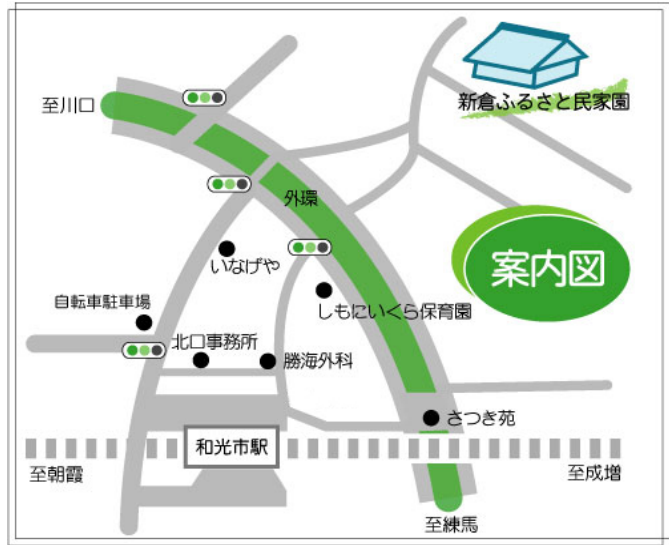 至川口
新倉ふるさと民家園
外環
案内図
いなげや
しもにいくら保育園
自転車駐車場
北口事務所
勝海外科
さつき苑
和光市駅
至朝霞
至成増
至練馬